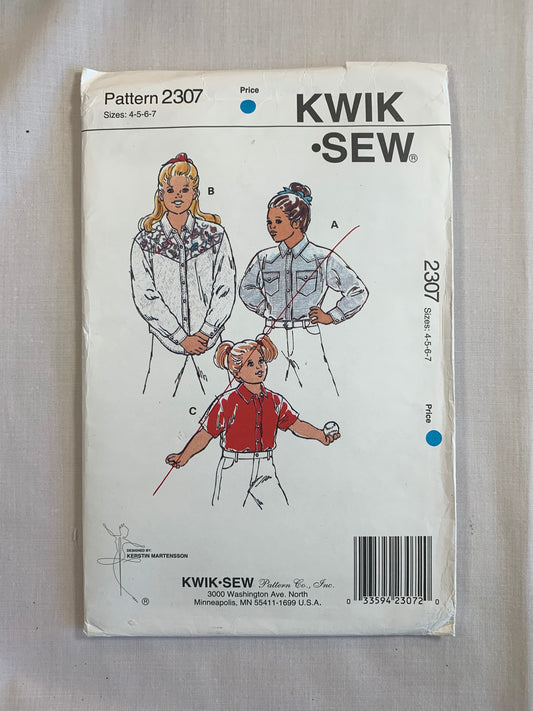 Pattern 2307
Sizes: 4-5-6-7
Price
KWIK
•SEW®
B
A
C
2307
Sizes: 4-5-6-7
Price
DESIGNED BY:
KERSTIN MARTENSSON
®
KWIK•SEW Pattern Co., Inc.
3000 Washington Ave. North
Minneapolis, MN 55411-1699 U.S.A.
0 33594 23072 0